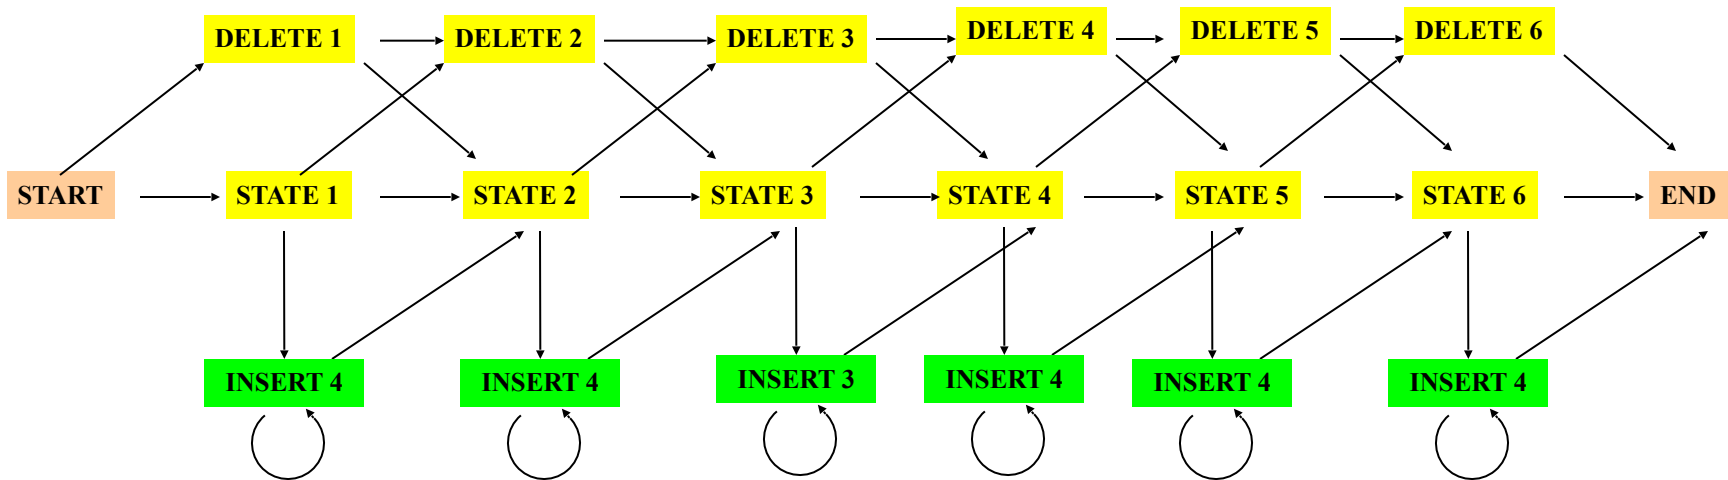 DELETE 1
DELETE 2
DELETE 3
DELETE 4
DELETE 5
DELETE 6
START
STATE 1
STATE 2
STATE 3
STATE 4
STATE 5
STATE 6
END
INSERT 4
INSERT 4
INSERT 3
INSERT 4
INSERT 4
INSERT 4